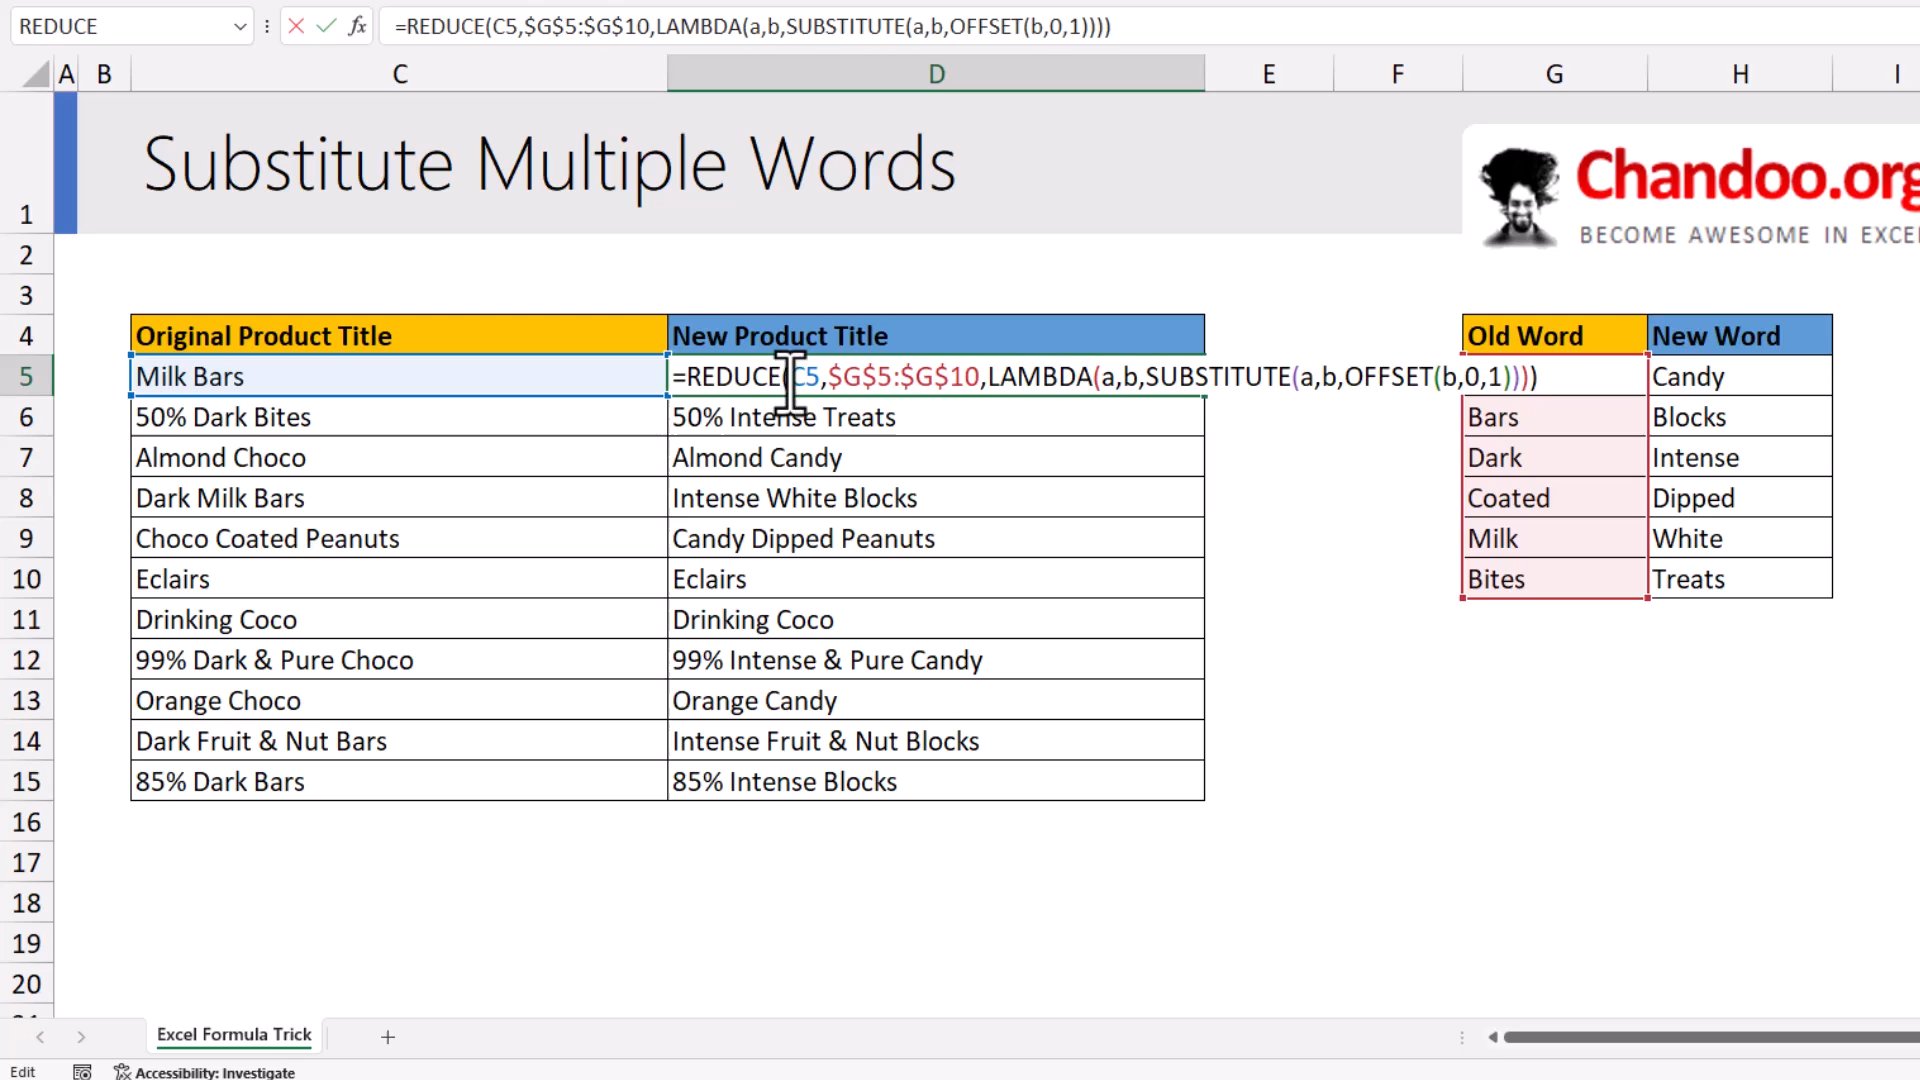 REDUCE
fx
=REDUCE(C5,$G$5:$G$10,LAMBDA(a,b,SUBSTITUTE(a,b,OFFSET(b,0,1))))
A B C D E F G H I
1 Substitute Multiple Words
Chandoo.org
BECOME AWESOME IN EXCEL
2
3
4 Original Product Title New Product Title Old Word New Word
5 Milk Bars =REDUCE(C5,$G$5:$G$10,LAMBDA(a,b,SUBSTITUTE(a,b,OFFSET(b,0,1)))) Candy
6 50% Dark Bites 50% Intense Treats Bars Blocks
7 Almond Choco Almond Candy Dark Intense
8 Dark Milk Bars Intense White Blocks Coated Dipped
9 Choco Coated Peanuts Candy Dipped Peanuts Milk White
10 Eclairs Eclairs Bites Treats
11 Drinking Coco Drinking Coco
12 99% Dark & Pure Choco 99% Intense & Pure Candy
13 Orange Choco Orange Candy
14 Dark Fruit & Nut Bars Intense Fruit & Nut Blocks
15 85% Dark Bars 85% Intense Blocks
16
17
18
19
20
Excel Formula Trick
Edit Accessibility: Investigate